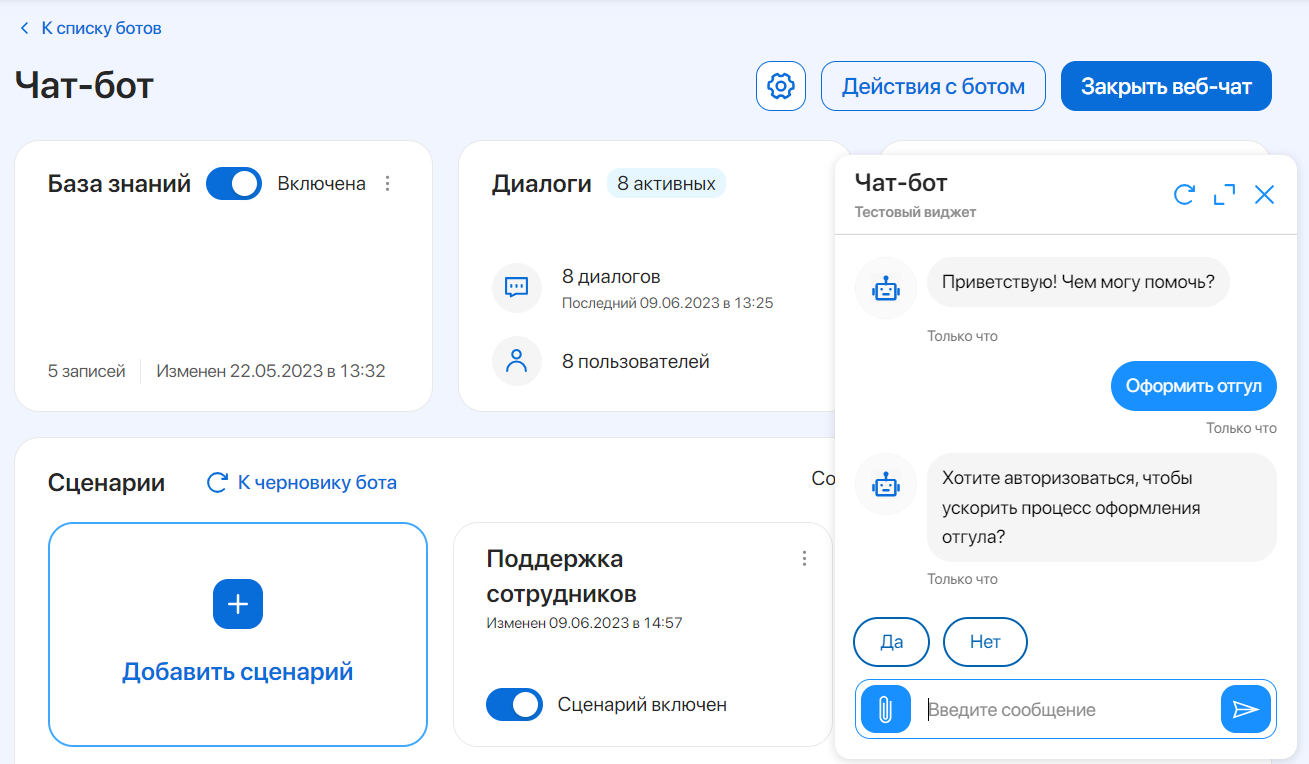 К списку ботов
Чат-бот
Действия с ботом
Закрыть веб-чат
База знаний
Включена
5 записей
Изменен 22.05.2023 в 13:32
Диалоги
8 активных
8 диалогов
Последний 09.06.2023 в 13:25
8 пользователей
Сценарии
К черновику бота
Со
Добавить сценарий
Поддержка
сотрудников
Изменен 09.06.2023 в 14:57
Сценарий включен
Чат-бот
Тестовый виджет
Приветствую! Чем могу помочь?
Только что
Оформить отгул
Только что
Хотите авторизоваться, чтобы
ускорить процесс оформления
отгула?
Только что
Да
Нет
Введите сообщение